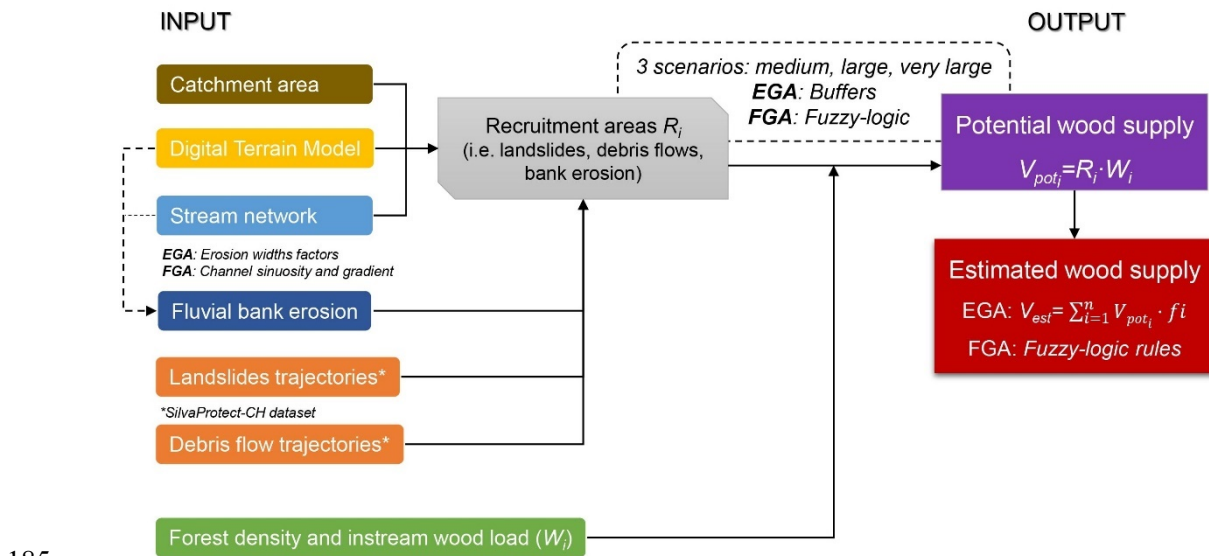 INPUT
OUTPUT
Catchment area
Digital Terrain Model
Stream network
EGA: Erosion widths factors
FGA: Channel sinuosity and gradient
Fluvial bank erosion
Landslides trajectories*
*SilvaProtect-CH dataset
Debris flow trajectories*
Forest density and instream wood load (Wi)
Recruitment areas Ri
(i.e. landslides, debris flows,
bank erosion)
3 scenarios: medium, large, very large
EGA: Buffers
FGA: Fuzzy-logic
Potential wood supply
Vpoti=Ri·Wi
Estimated wood supply
EGA: Vest= ∑ni=1 Vpoti · fi
FGA: Fuzzy-logic rules